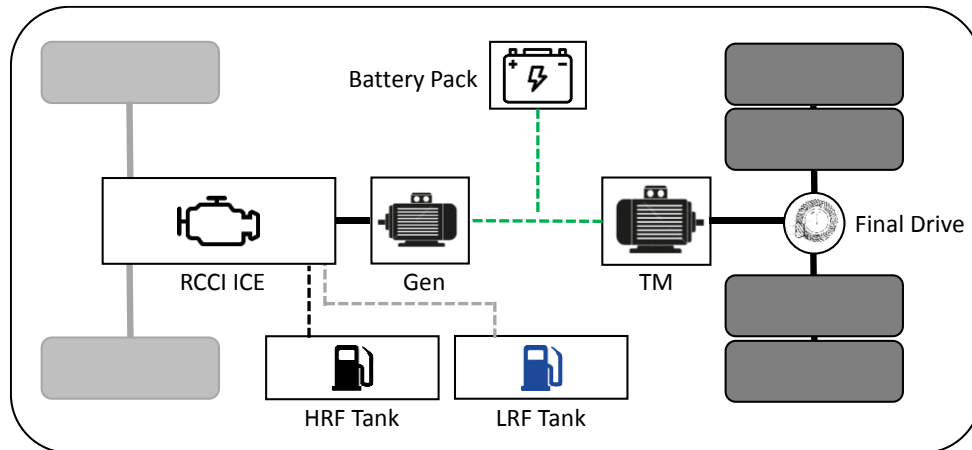 Battery Pack
Final Drive
RCCI ICE
Gen
TM
HRF Tank
LRF Tank